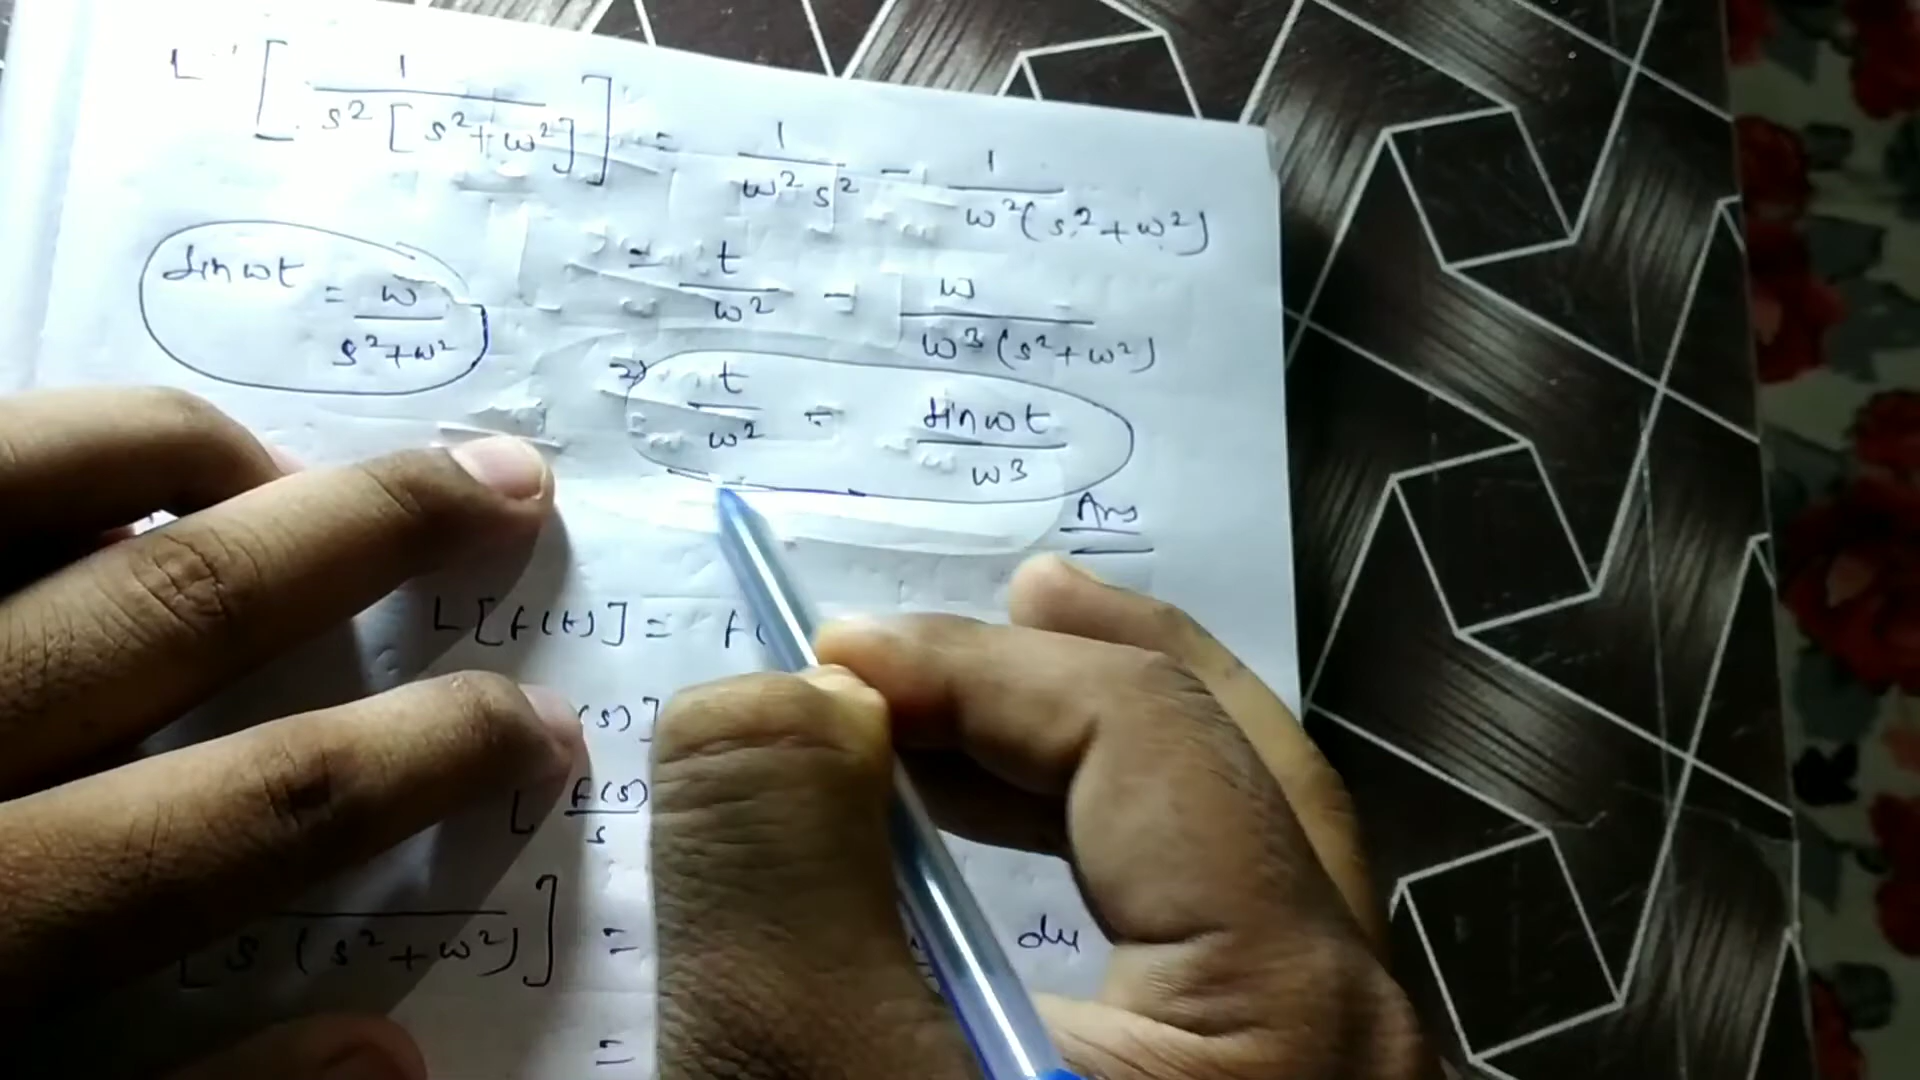 L⁻¹ [ 1 / s² [s²+ω²] ] = 1 / ω² s² - 1 / ω²(s²+ω²)
= t / ω² - ω / ω³(s²+ω²)
sin ωt = ω / s²+ω²
⇒ t / ω² - sin ωt / ω³
Ans
L[f(t)] = f(
(s)]
L f(s) / s
[ s (s²+ω²) ] = du
=